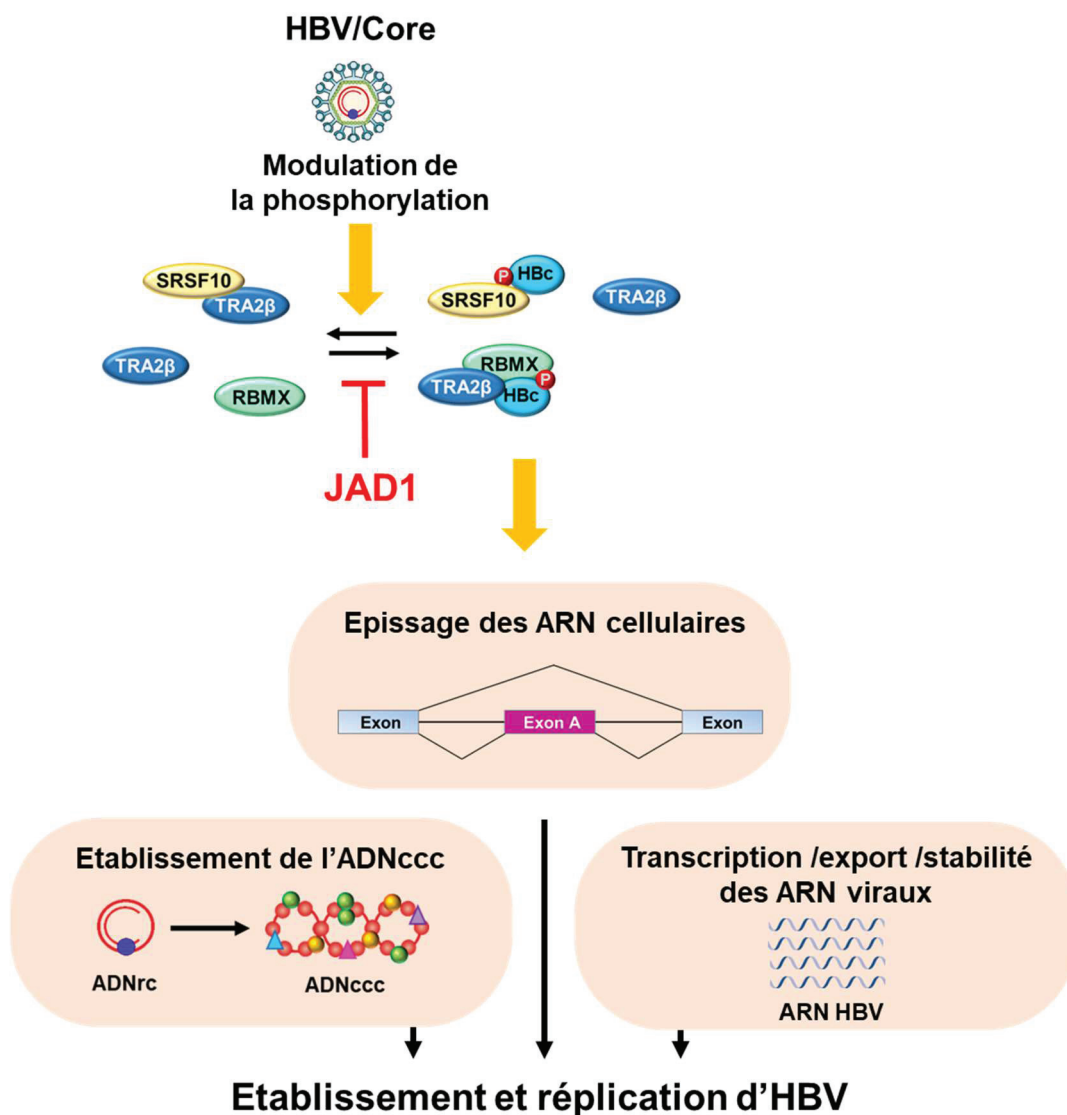 HBV/Core
Modulation de
la phosphorylation
SRSF10
TRA2β
TRA2β
RBMX
P
HBc
SRSF10
TRA2β
RBMX
P
TRA2β
HBc
JAD1
Epissage des ARN cellulaires
Exon
Exon A
Exon
Etablissement de l’ADNccc
ADNrc
ADNccc
Transcription /export /stabilité
des ARN viraux
ARN HBV
Etablissement et réplication d’HBV